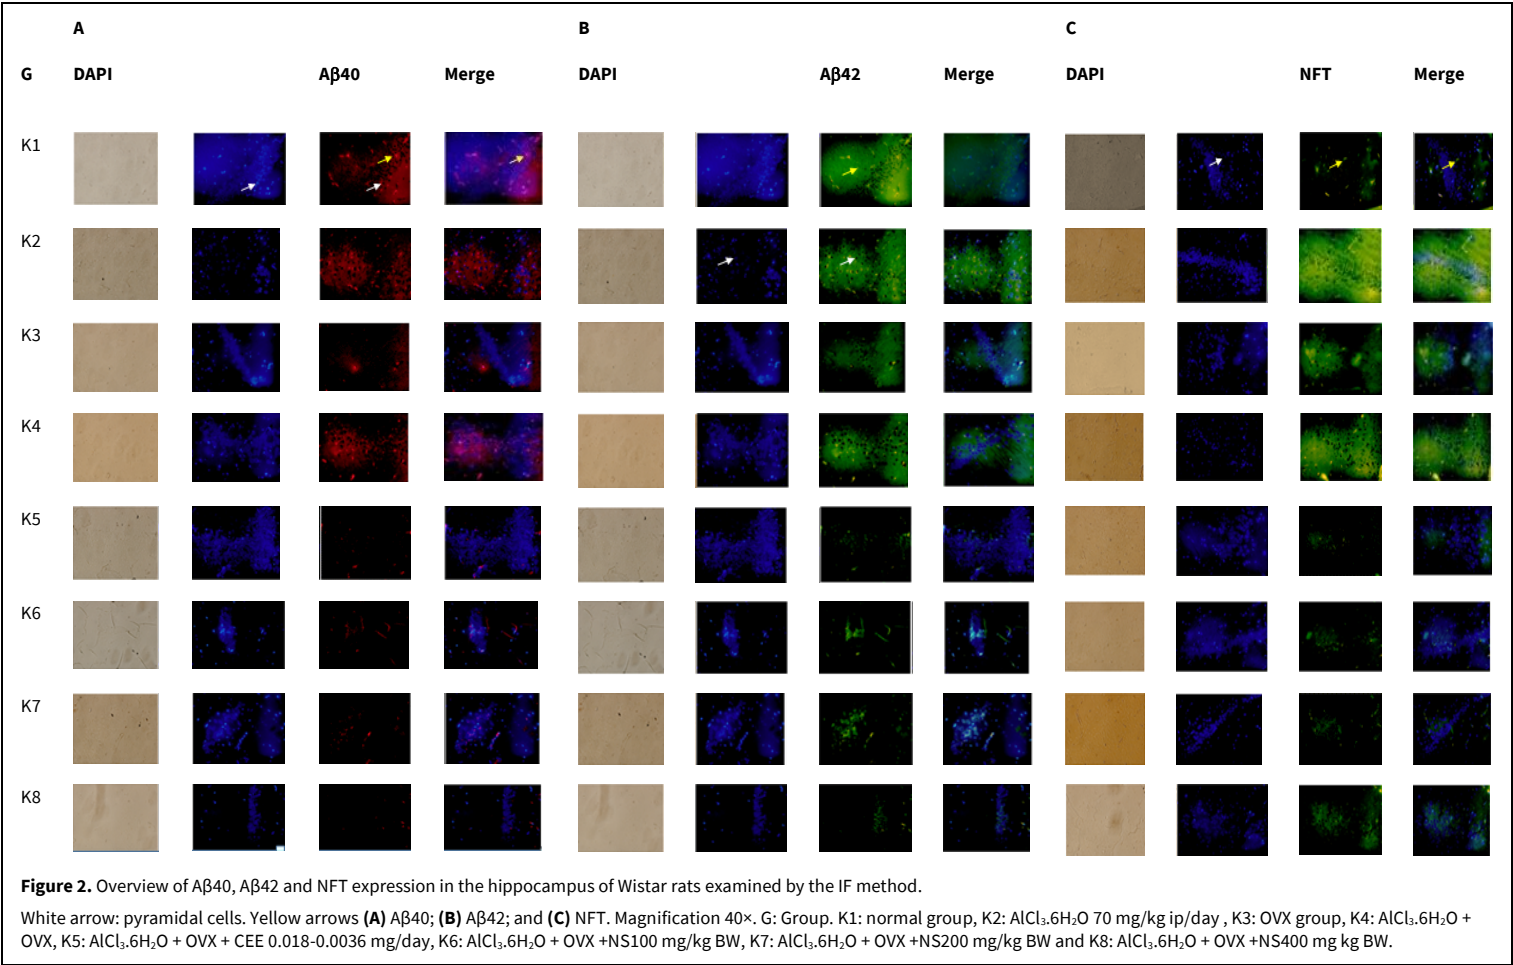 A B C
G DAPI Aβ40 Merge DAPI Aβ42 Merge DAPI NFT Merge
K1
K2
K3
K4
K5
K6
K7
K8
Figure 2. Overview of Aβ40, Aβ42 and NFT expression in the hippocampus of Wistar rats examined by the IF method.
White arrow: pyramidal cells. Yellow arrows (A) Aβ40; (B) Aβ42; and (C) NFT. Magnification 40×. G: Group. K1: normal group, K2: AlCl₃.6H₂O 70 mg/kg ip/day , K3: OVX group, K4: AlCl₃.6H₂O +
OVX, K5: AlCl₃.6H₂O + OVX + CEE 0.018-0.0036 mg/day, K6: AlCl₃.6H₂O + OVX +NS100 mg/kg BW, K7: AlCl₃.6H₂O + OVX +NS200 mg/kg BW and K8: AlCl₃.6H₂O + OVX +NS400 mg kg BW.